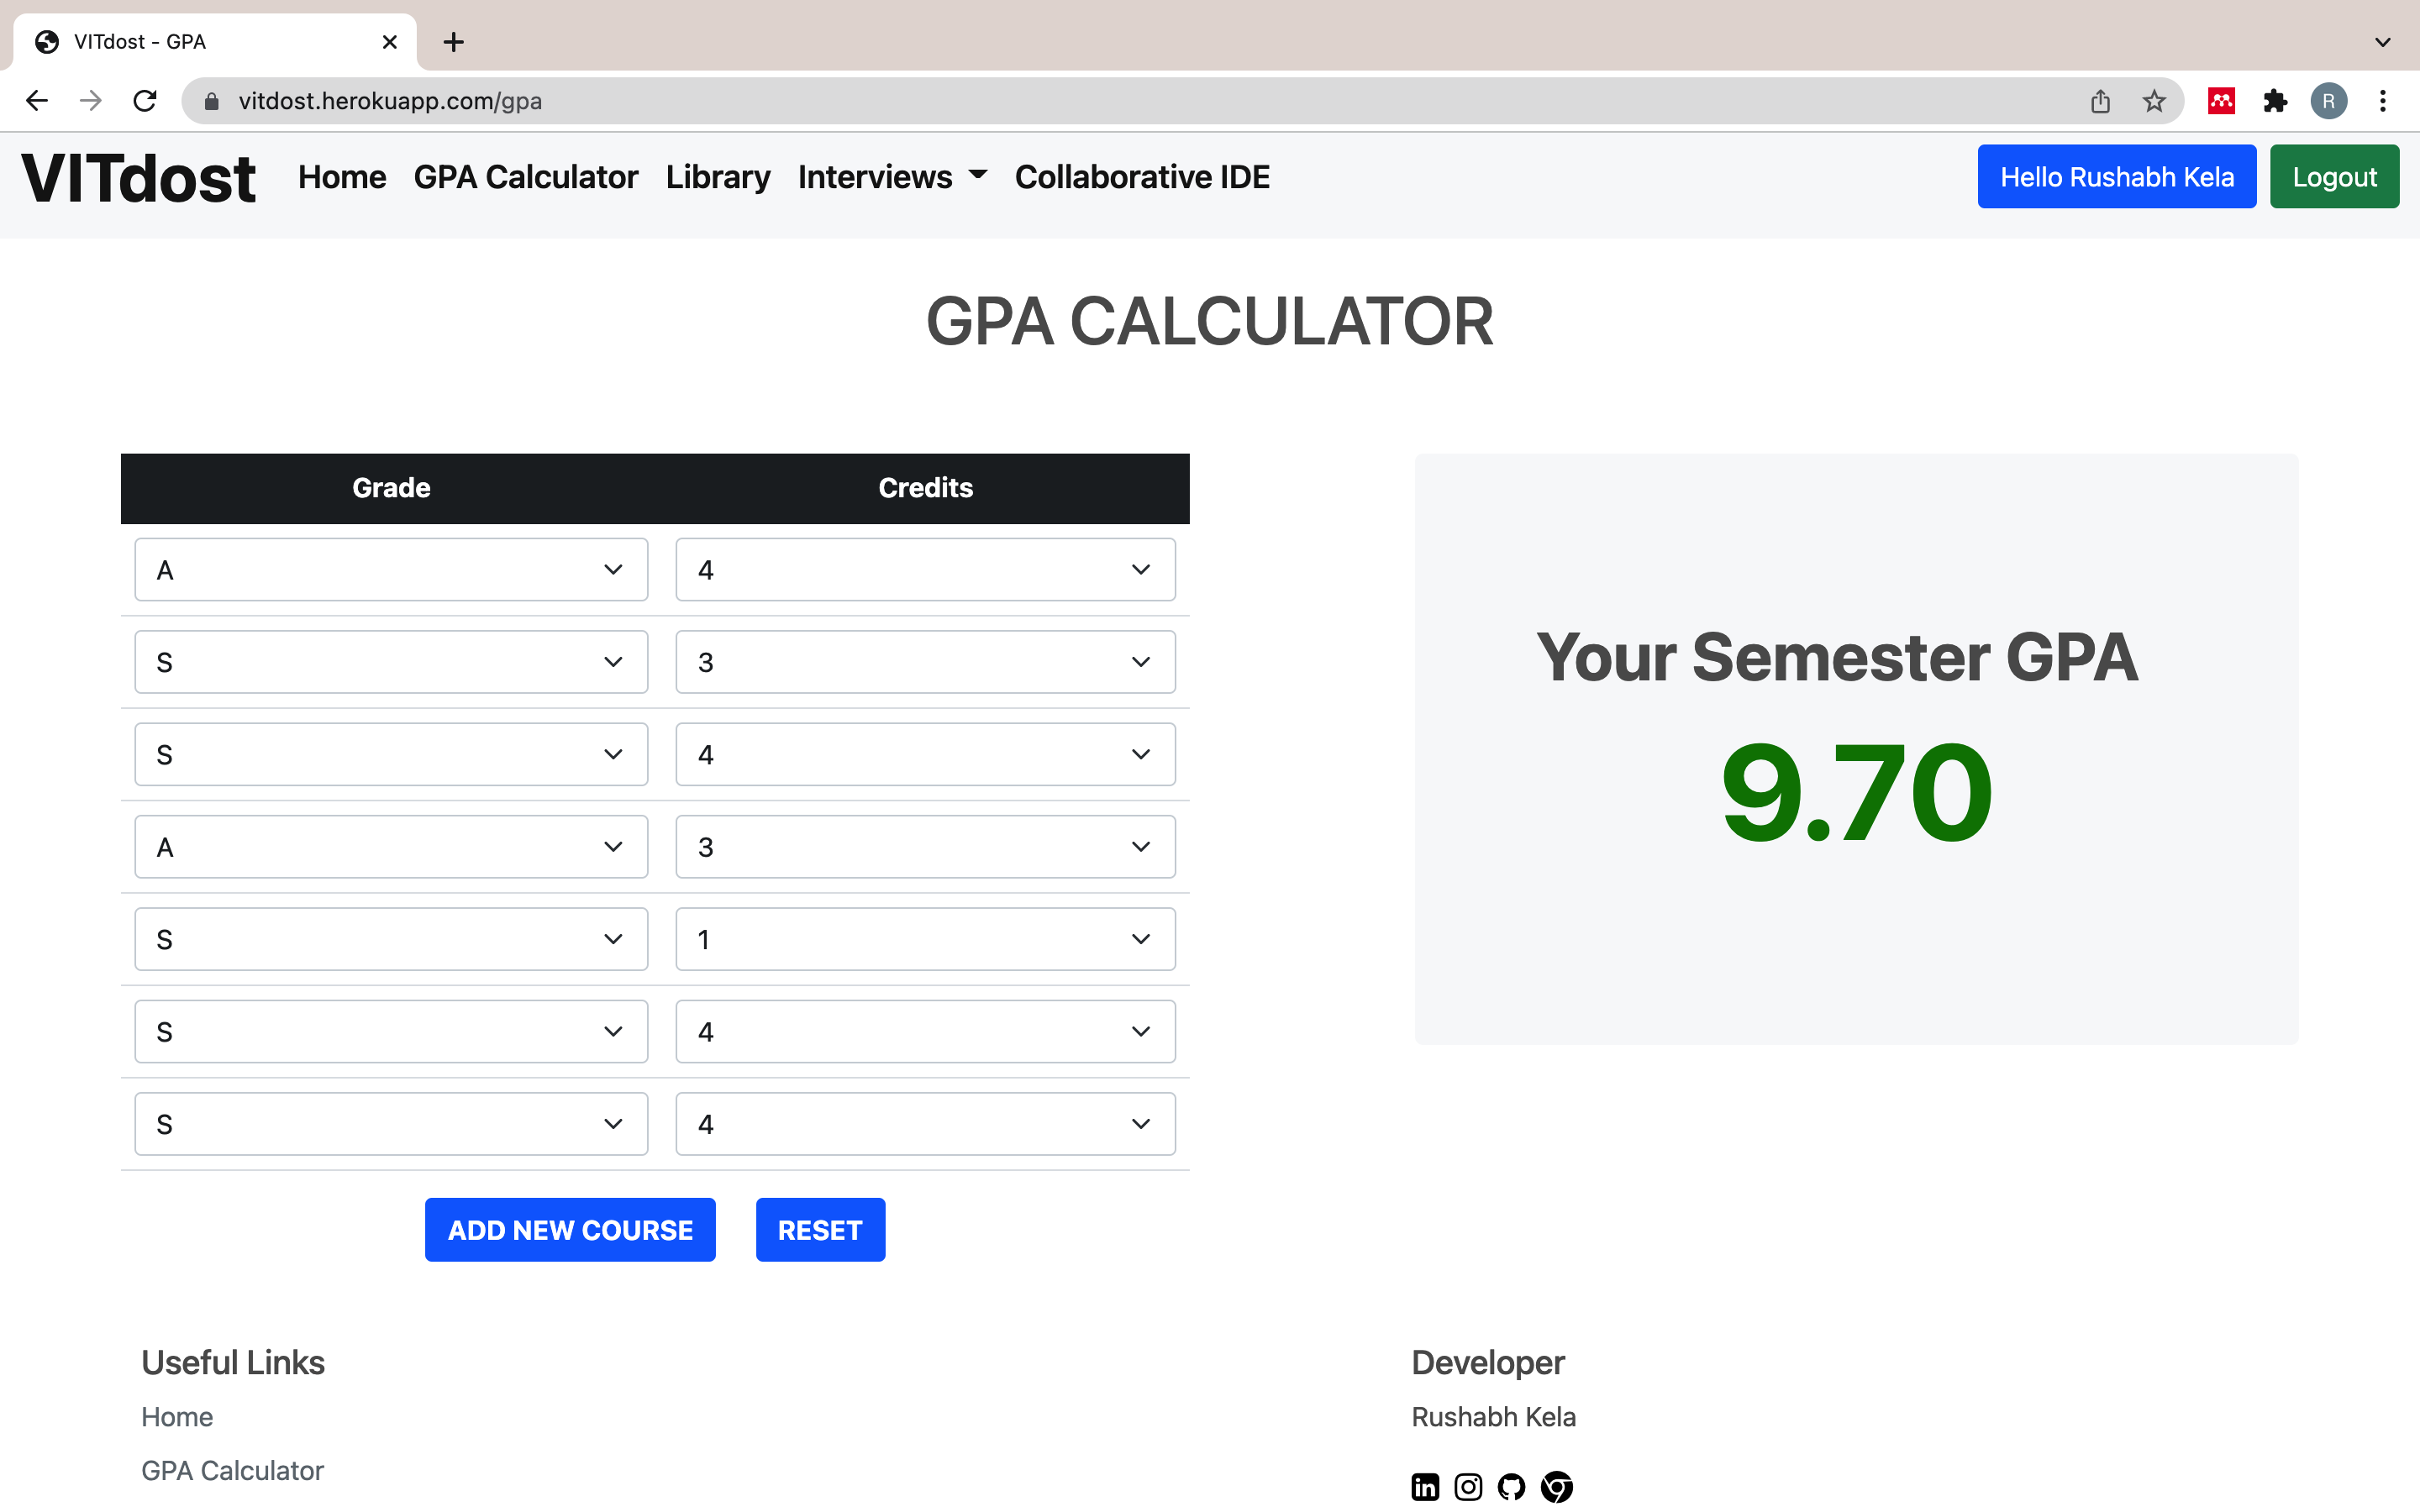 VITdost - GPA
vitdost.herokuapp.com/gpa
R
VITdost Home GPA Calculator Library Interviews Collaborative IDE Hello Rushabh Kela Logout
GPA CALCULATOR
Grade Credits
A 4
S 3
S 4
A 3
S 1
S 4
S 4
ADD NEW COURSE RESET
Your Semester GPA
9.70
Useful Links
Home
GPA Calculator
Developer
Rushabh Kela
in